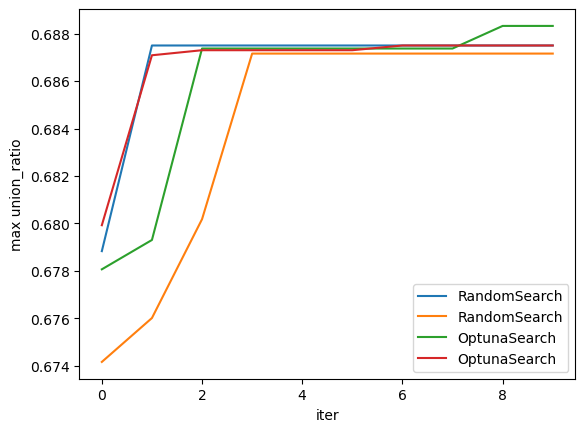 0.688
0.686
0.684
0.682
0.680
0.678
0.676
0.674
max union_ratio
0
2
4
6
8
iter
RandomSearch
RandomSearch
OptunaSearch
OptunaSearch